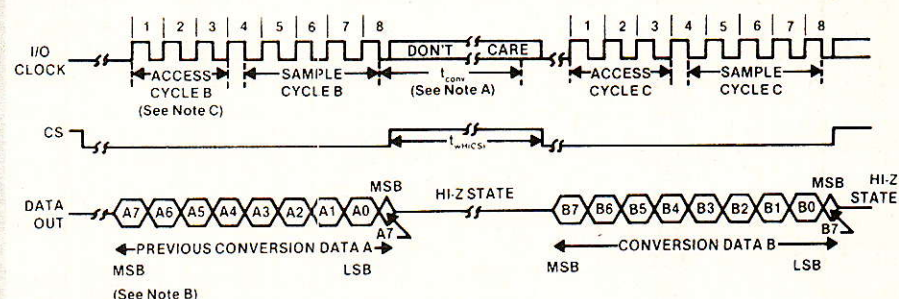 1 2 3 4 5 6 7 8 1 2 3 4 5 6 7 8
I/O CLOCK
DON'T CARE
ACCESS CYCLE B
(See Note C)
SAMPLE CYCLE B
tconv
(See Note A)
ACCESS CYCLE C
SAMPLE CYCLE C
CS
twH(CS)
DATA OUT
A7 A6 A5 A4 A3 A2 A1 A0
MSB
A7
HI-Z STATE
B7 B6 B5 B4 B3 B2 B1 B0
MSB
B7
HI-Z STATE
PREVIOUS CONVERSION DATA A
CONVERSION DATA B
MSB LSB MSB LSB
(See Note B)